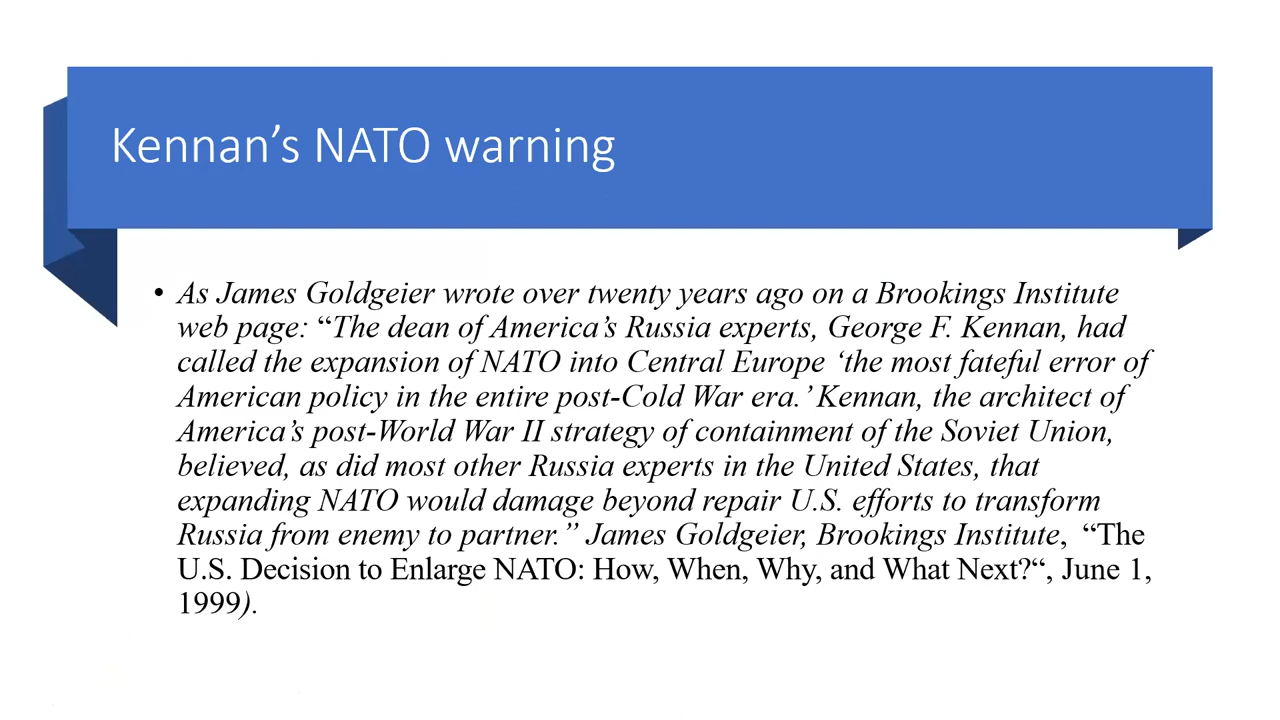 Kennan’s NATO warning
• As James Goldgeier wrote over twenty years ago on a Brookings Institute
web page: “The dean of America’s Russia experts, George F. Kennan, had
called the expansion of NATO into Central Europe ‘the most fateful error of
American policy in the entire post-Cold War era.’ Kennan, the architect of
America’s post-World War II strategy of containment of the Soviet Union,
believed, as did most other Russia experts in the United States, that
expanding NATO would damage beyond repair U.S. efforts to transform
Russia from enemy to partner.” James Goldgeier, Brookings Institute, “The
U.S. Decision to Enlarge NATO: How, When, Why, and What Next?“, June 1,
1999).